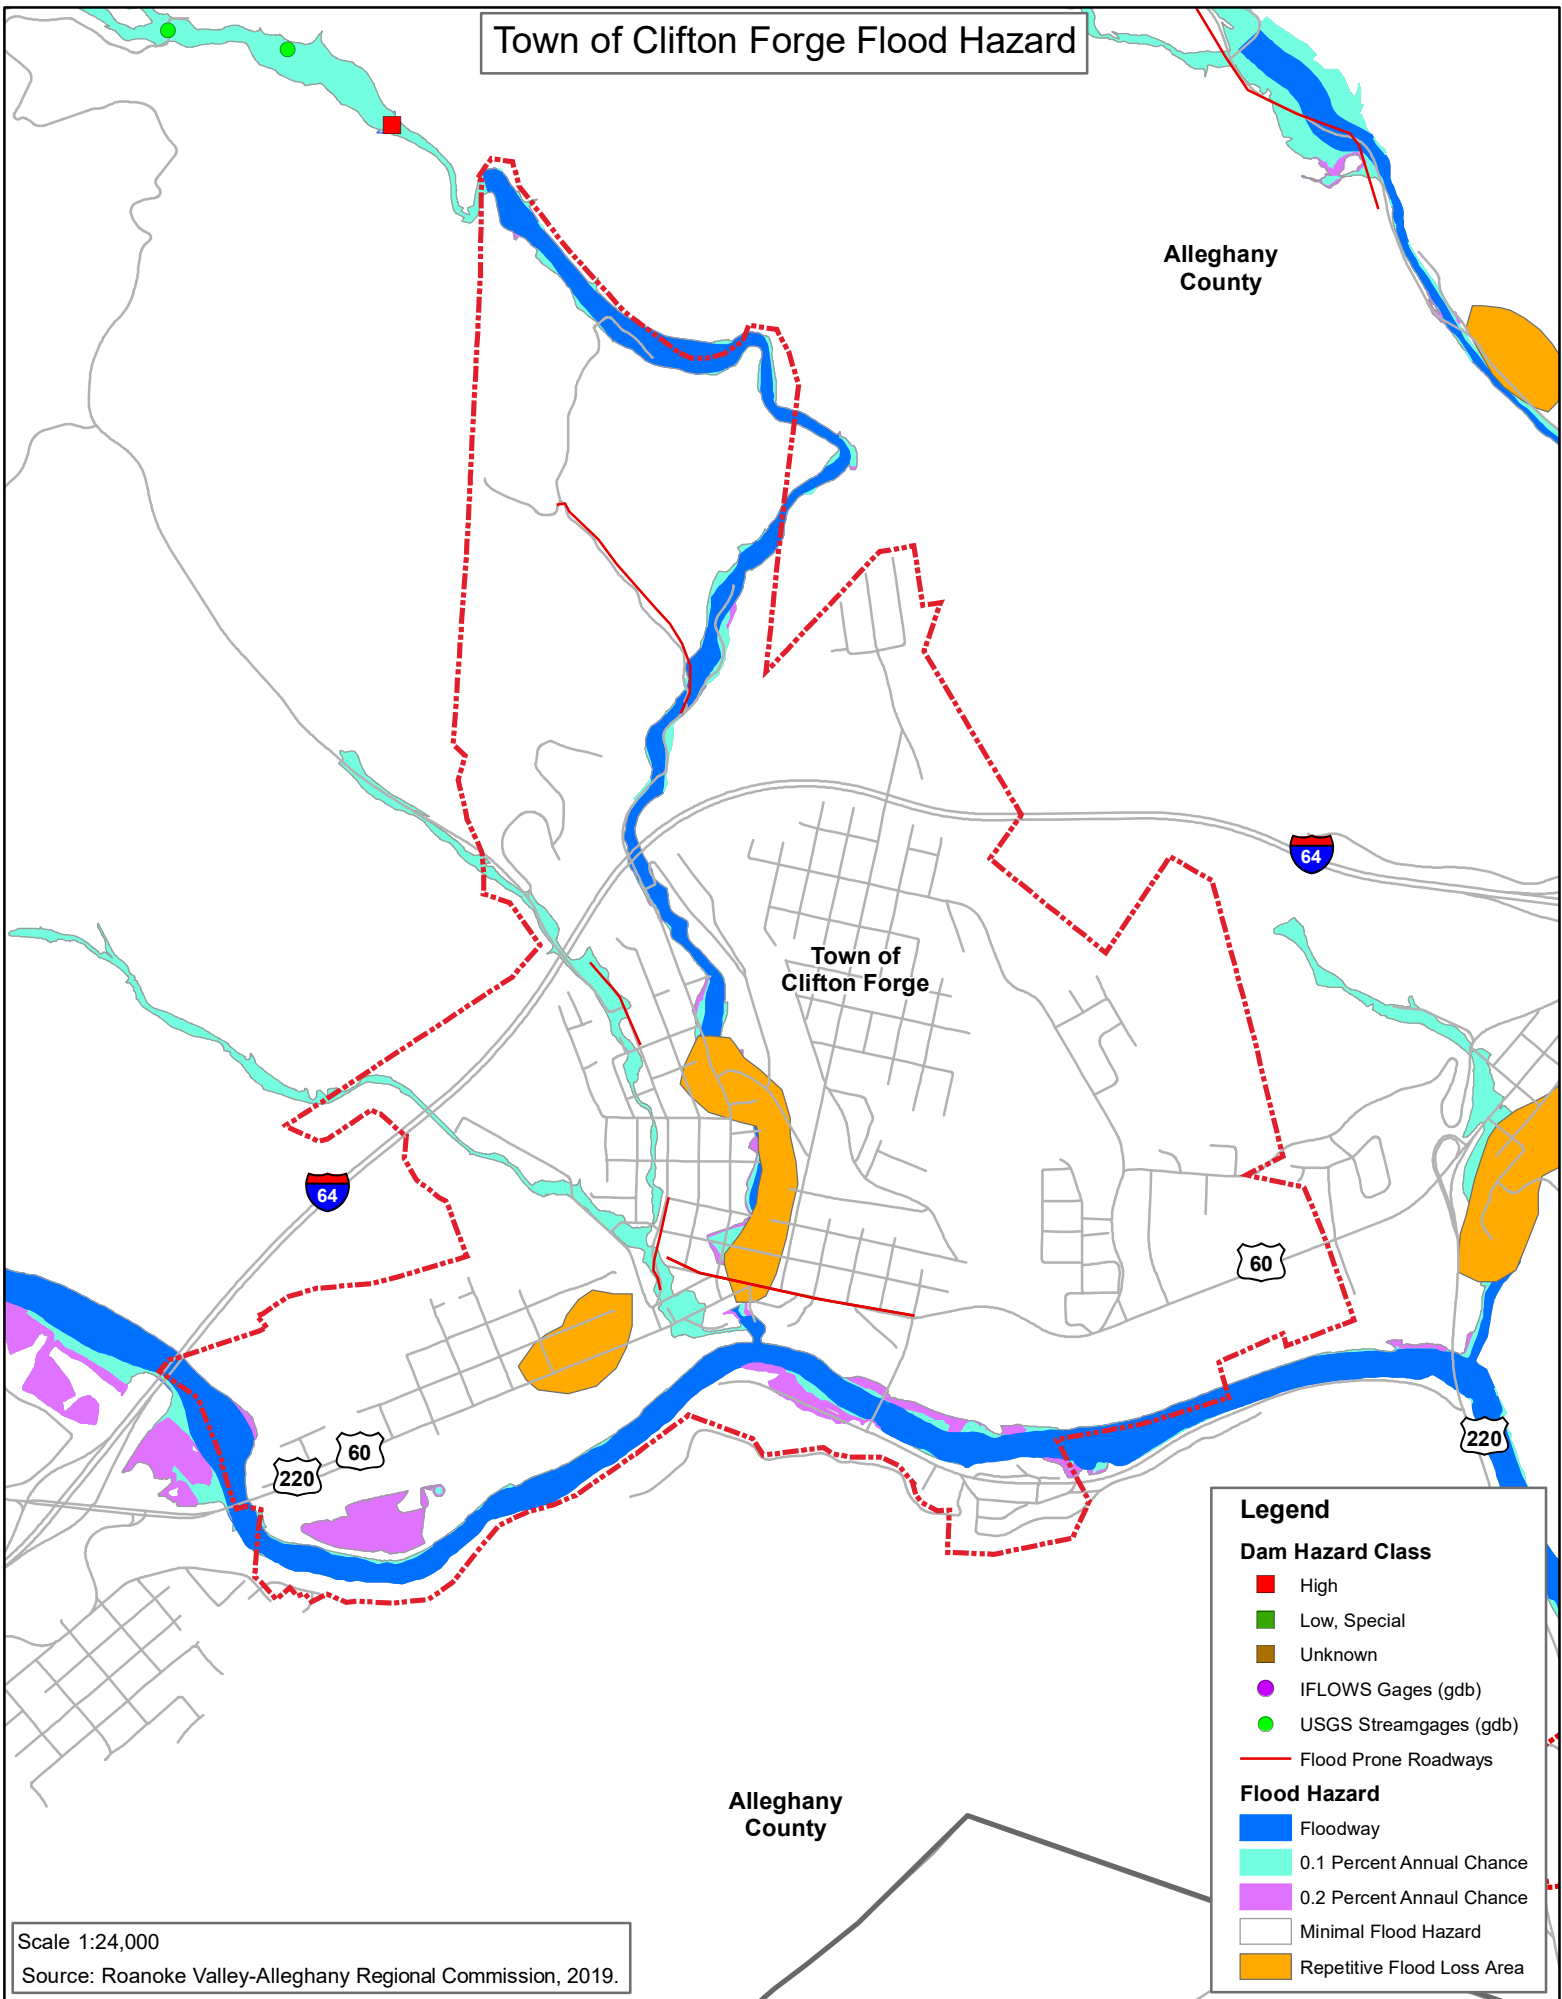 Town of Clifton Forge Flood Hazard
Alleghany
County
64
Town of
Clifton Forge
64
60
60
220
220
Alleghany
County
Legend
Dam Hazard Class
High
Low, Special
Unknown
IFLOWS Gages (gdb)
USGS Streamgages (gdb)
Flood Prone Roadways
Flood Hazard
Floodway
0.1 Percent Annual Chance
0.2 Percent Annaul Chance
Minimal Flood Hazard
Repetitive Flood Loss Area
Scale 1:24,000
Source: Roanoke Valley-Alleghany Regional Commission, 2019.